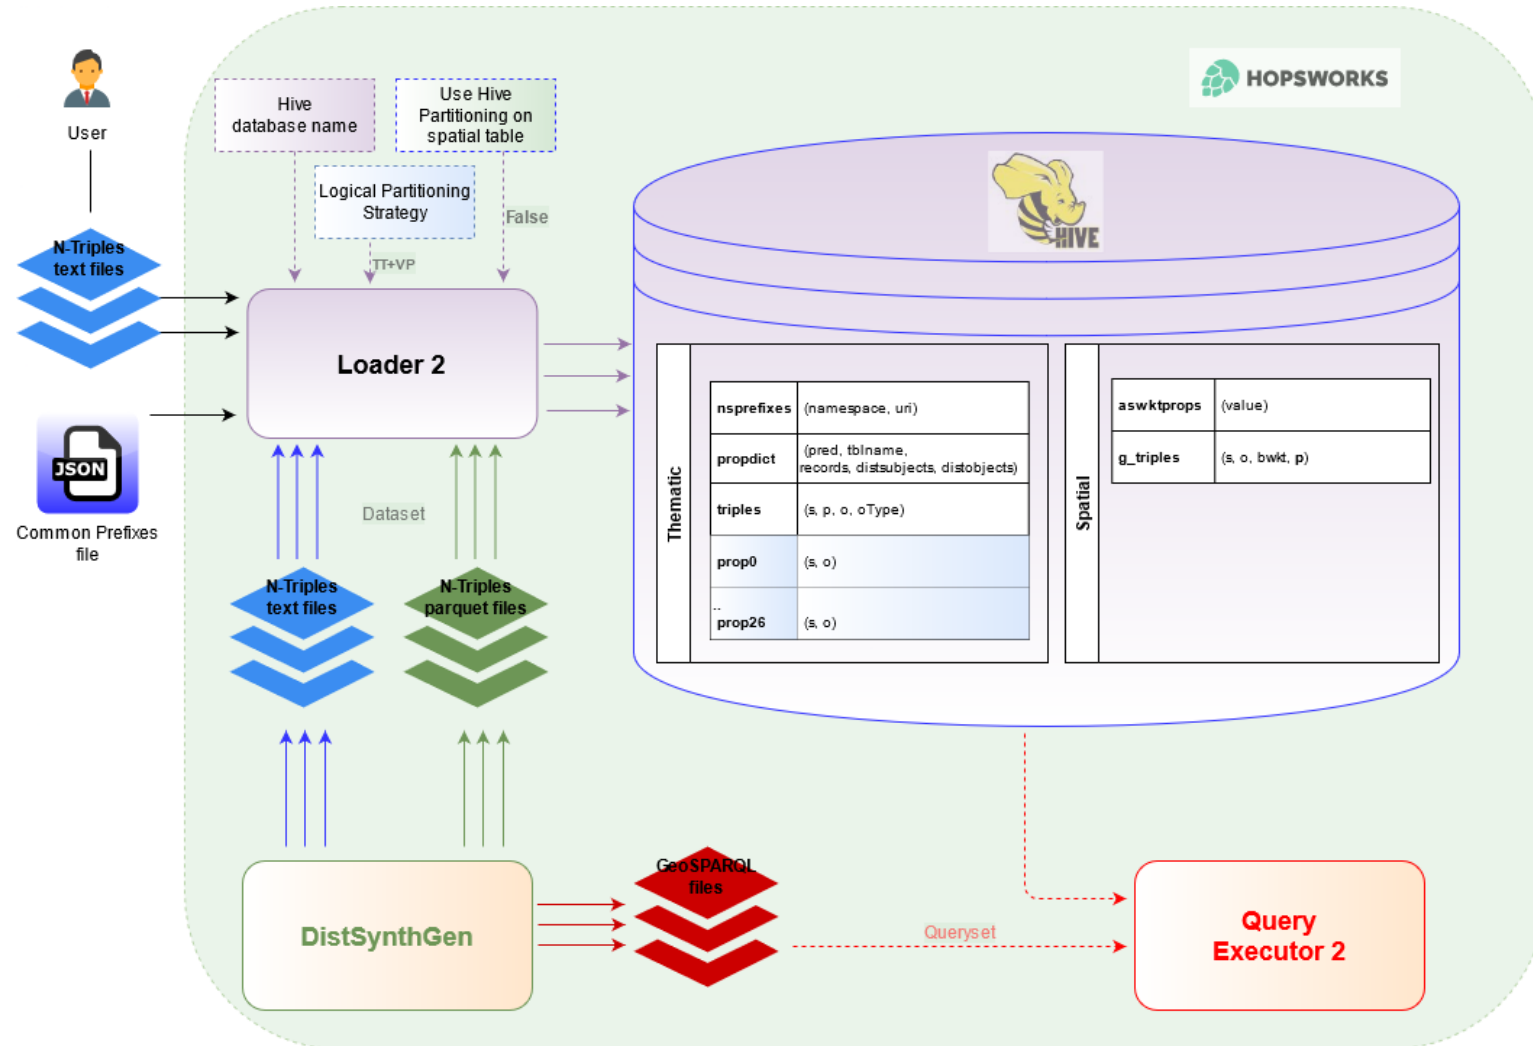 HOPSWORKS
User
Hive
database name
Use Hive
Partitioning on
spatial table
Logical Partitioning
Strategy
False
TT+VP
HIVE
N-Triples
text files
Loader 2
JSON
Common Prefixes
file
Dataset
Thematic
nsprefixes (namespace, uri)
propdict (pred, tblname,
records, distsubjects, distobjects)
triples (s, p, o, oType)
prop0 (s, o)
..
prop26 (s, o)
Spatial
aswktprops (value)
g_triples (s, o, bwkt, p)
N-Triples
text files
N-Triples
parquet files
DistSynthGen
GeoSPARQL
files
Queryset
Query
Executor 2